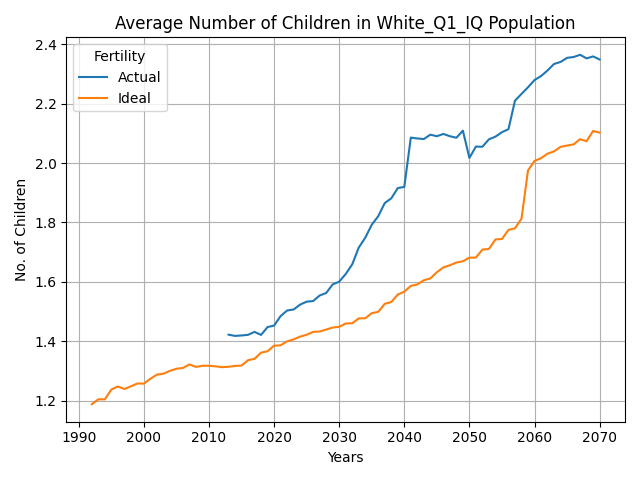 Average Number of Children in White_Q1_IQ Population
Fertility
Actual
Ideal
No. of Children
2.4
2.2
2.0
1.8
1.6
1.4
1.2
1990 2000 2010 2020 2030 2040 2050 2060 2070
Years